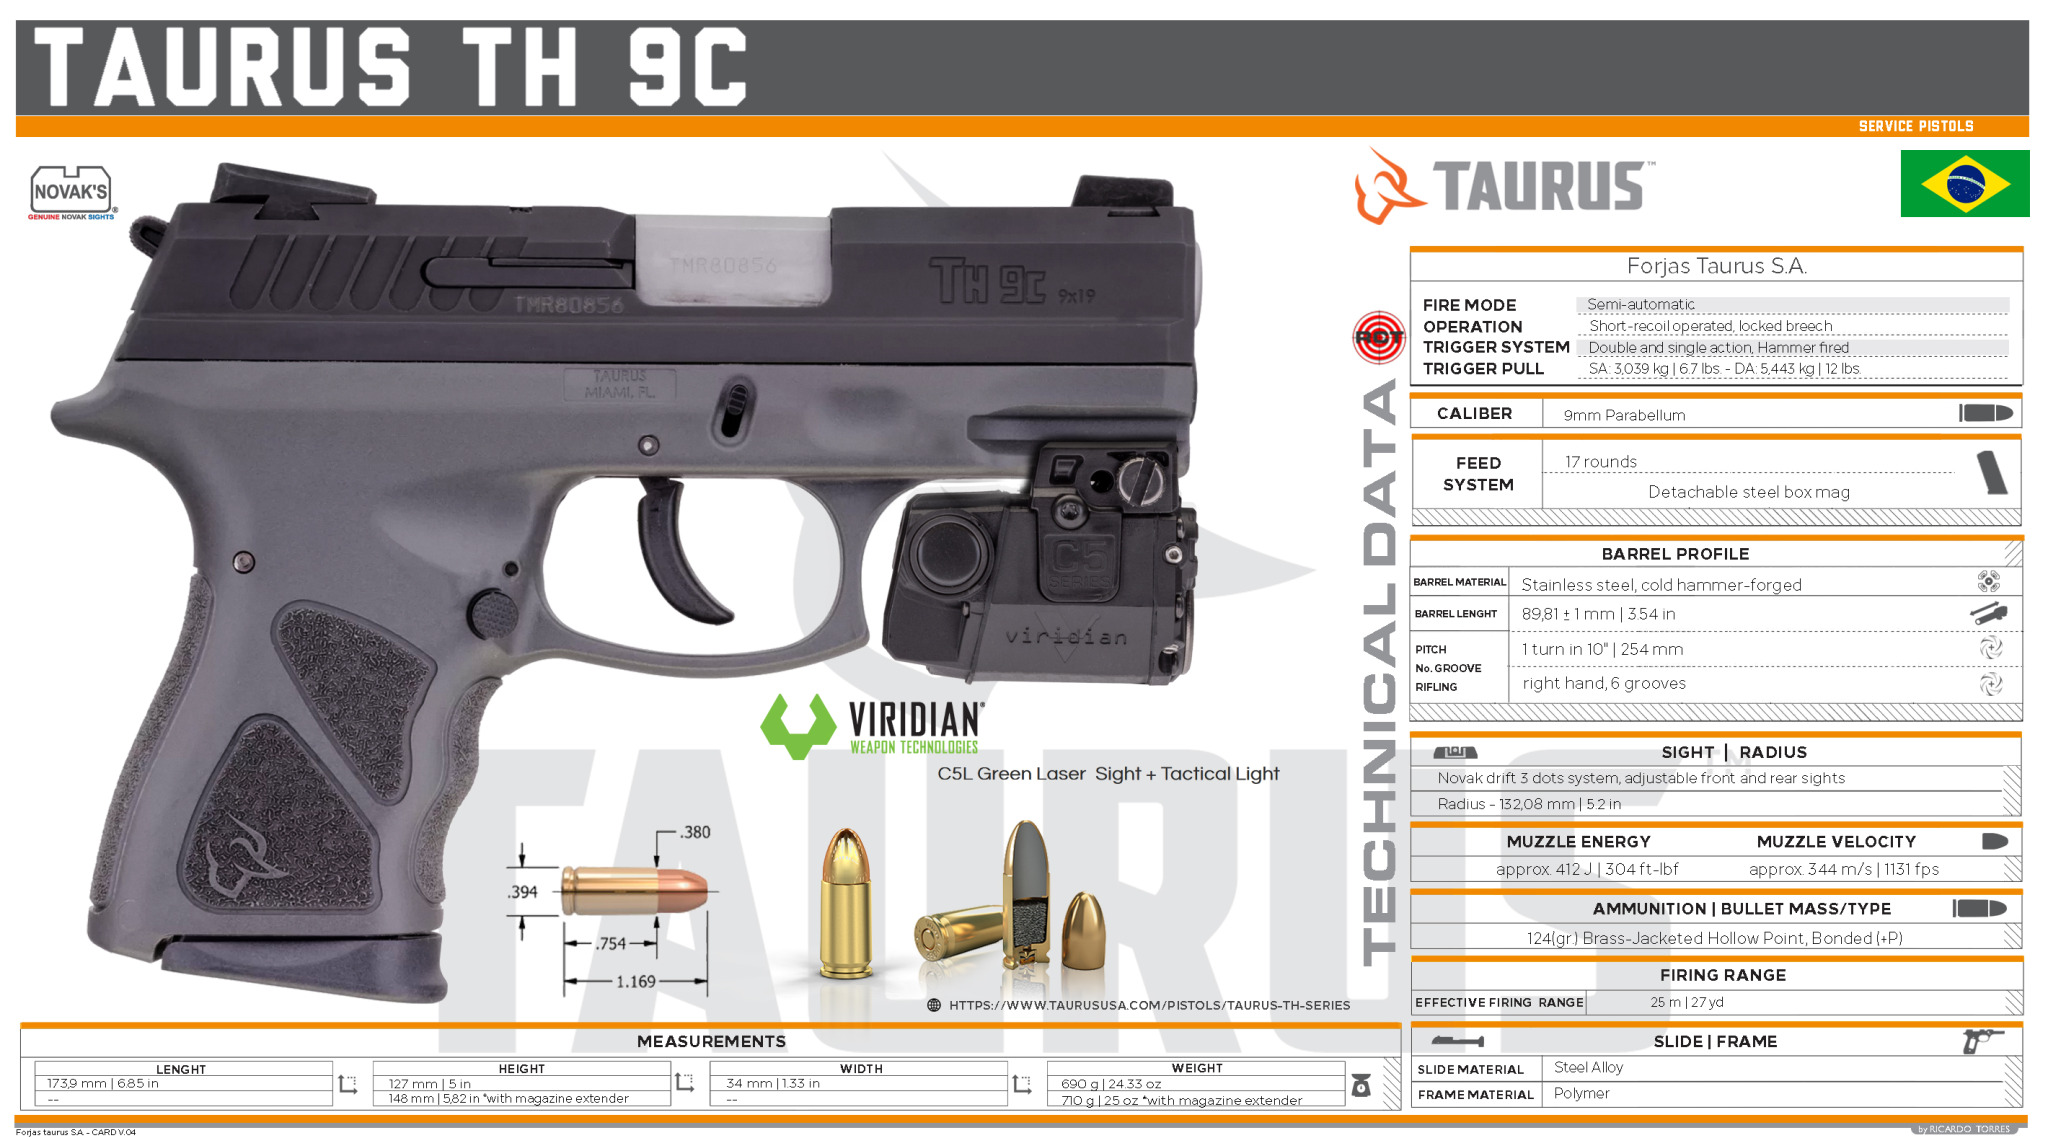 TAURUS TH 9C
SERVICE PISTOLS
NOVAK'S
GENUINE NOVAK SIGHTS
TAURUS™
TMR80856
TMR80856
TH 9C 9x19
TAURUS
MIAMI, FL.
C5
SERIES
viridian
VIRIDIAN®
WEAPON TECHNOLOGIES
C5L Green Laser Sight + Tactical Light
.380
.394
.754
1.169
HTTPS://WWW.TAURUSUSA.COM/PISTOLS/TAURUS-TH-SERIES
TAURUS™
RDT
TECHNICAL DATA
Forjas Taurus S.A.
FIRE MODE Semi-automatic
OPERATION Short-recoil operated, locked breech
TRIGGER SYSTEM Double and single action, Hammer fired
TRIGGER PULL SA: 3,039 kg | 6.7 lbs. - DA: 5,443 kg | 12 lbs.
CALIBER 9mm Parabellum
FEED SYSTEM 17 rounds
Detachable steel box mag
BARREL PROFILE
BARREL MATERIAL Stainless steel, cold hammer-forged
BARREL LENGHT 89,81 ± 1 mm | 3.54 in
PITCH 1 turn in 10" | 254 mm
No. GROOVE
RIFLING right hand, 6 grooves
SIGHT | RADIUS
Novak drift 3 dots system, adjustable front and rear sights
Radius - 132,08 mm | 5.2 in
MUZZLE ENERGY MUZZLE VELOCITY
approx. 412 J | 304 ft-lbf approx. 344 m/s | 1131 fps
AMMUNITION | BULLET MASS/TYPE
124(gr.) Brass-Jacketed Hollow Point, Bonded (+P)
FIRING RANGE
EFFECTIVE FIRING RANGE 25 m | 27 yd
SLIDE | FRAME
SLIDE MATERIAL Steel Alloy
FRAME MATERIAL Polymer
MEASUREMENTS
LENGHT HEIGHT WIDTH WEIGHT
173,9 mm | 6.85 in 127 mm | 5 in 34 mm | 1.33 in 690 g | 24.33 oz
-- 148 mm | 5,82 in *with magazine extender -- 710 g | 25 oz *with magazine extender
Forjas taurus S.A. - CARD V.04
by RICARDO TORRES